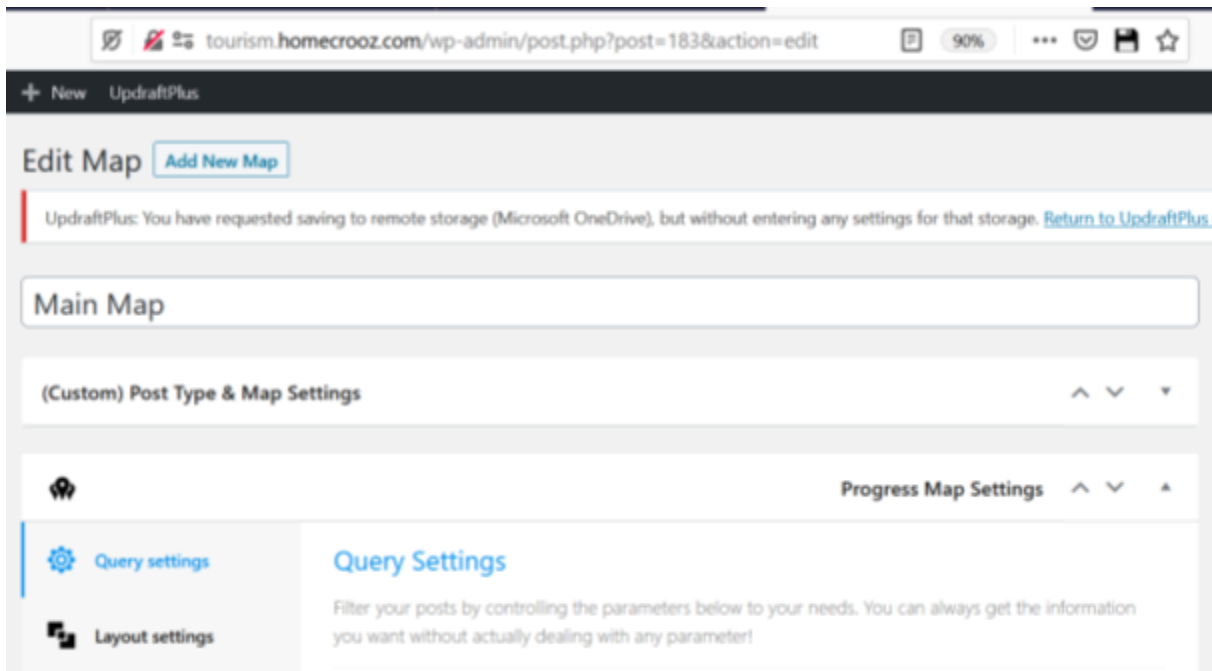 tourism.homecrooz.com/wp-admin/post.php?post=183&action=edit 90%
+ New UpdraftPlus
Edit Map Add New Map
UpdraftPlus: You have requested saving to remote storage (Microsoft OneDrive), but without entering any settings for that storage. Return to UpdraftPlus
Main Map
(Custom) Post Type & Map Settings
Progress Map Settings
Query settings
Query Settings
Filter your posts by controlling the parameters below to your needs. You can always get the information
you want without actually dealing with any parameter!
Layout settings